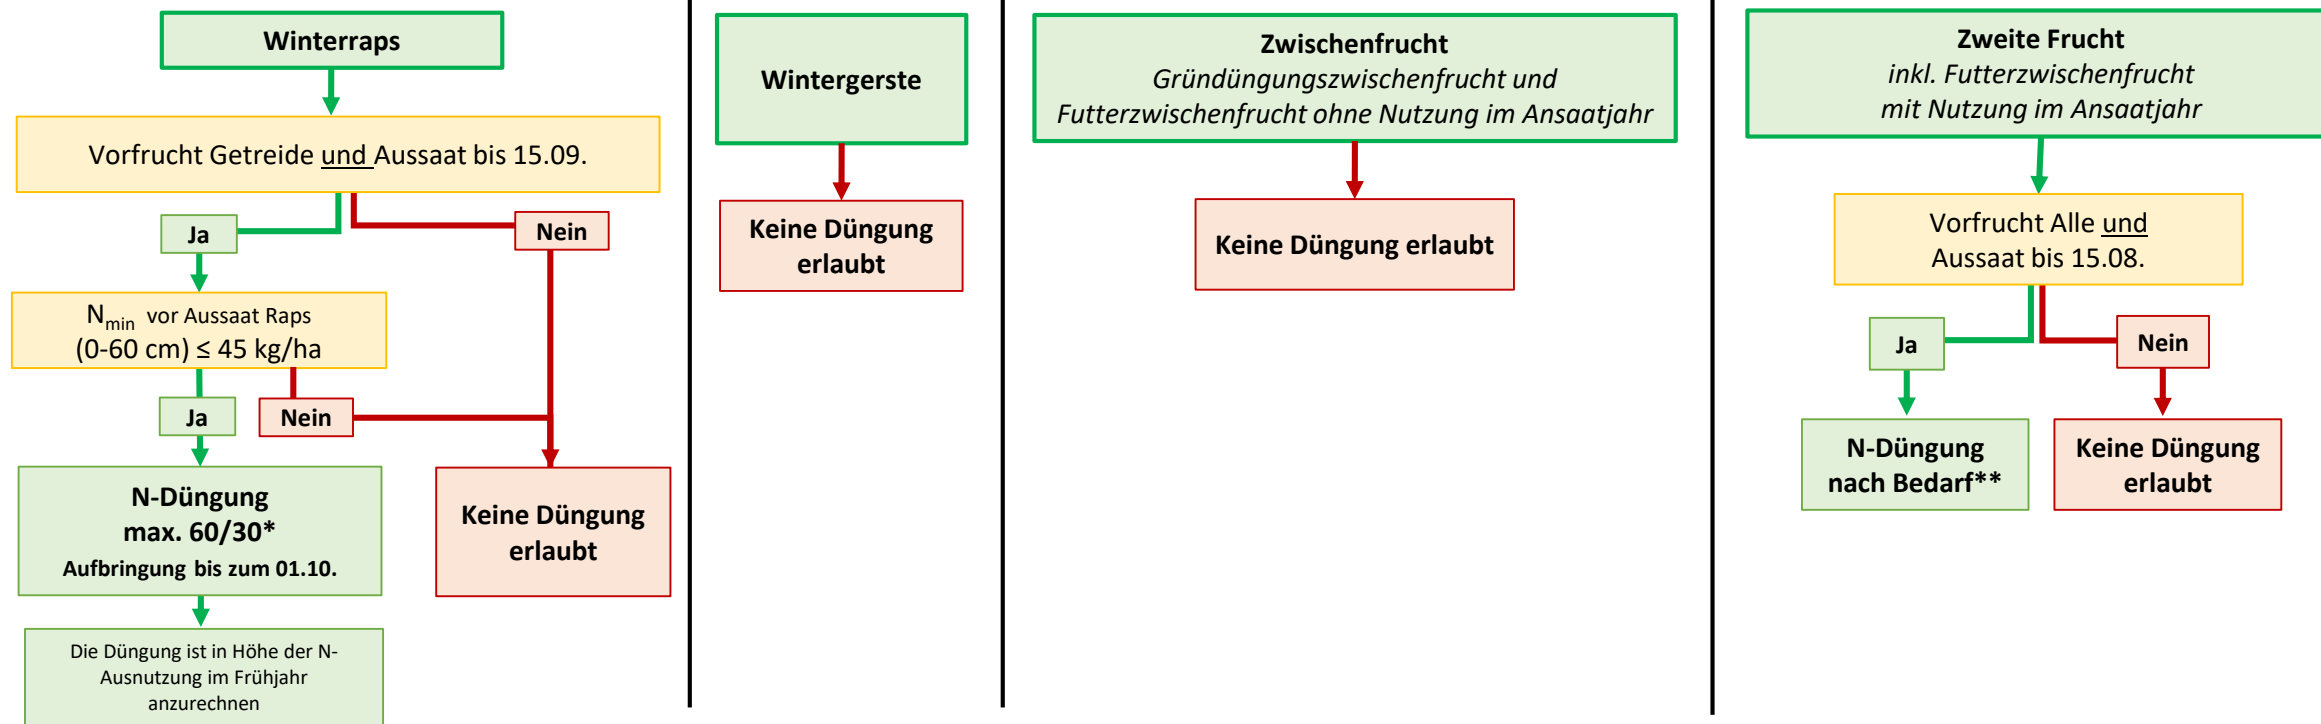 Winterraps
Vorfrucht Getreide und Aussaat bis 15.09.
Ja
Nein
N_min vor Aussaat Raps
(0-60 cm) ≤ 45 kg/ha
Ja
Nein
N-Düngung
max. 60/30*
Aufbringung bis zum 01.10.
Keine Düngung
erlaubt
Die Düngung ist in Höhe der N-
Ausnutzung im Frühjahr
anzurechnen
Wintergerste
Keine Düngung
erlaubt
Zwischenfrucht
Gründüngungszwischenfrucht und
Futterzwischenfrucht ohne Nutzung im Ansaatjahr
Keine Düngung erlaubt
Zweite Frucht
inkl. Futterzwischenfrucht
mit Nutzung im Ansaatjahr
Vorfrucht Alle und
Aussaat bis 15.08.
Ja
Nein
N-Düngung
nach Bedarf**
Keine Düngung
erlaubt